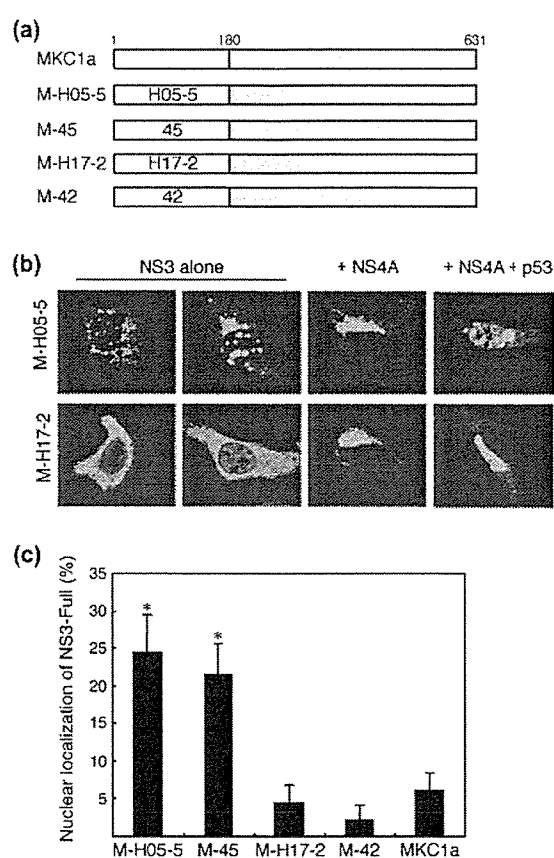 (a)
1 180 631
MKC1a
M-H05-5 H05-5
M-45 45
M-H17-2 H17-2
M-42 42
(b)
NS3 alone + NS4A + NS4A + p53
M-H05-5
M-H17-2
(c)
Nuclear localization of NS3-Full (%)
35
30
25
20
15
10
5
* *
M-H05-5 M-45 M-H17-2 M-42 MKC1a